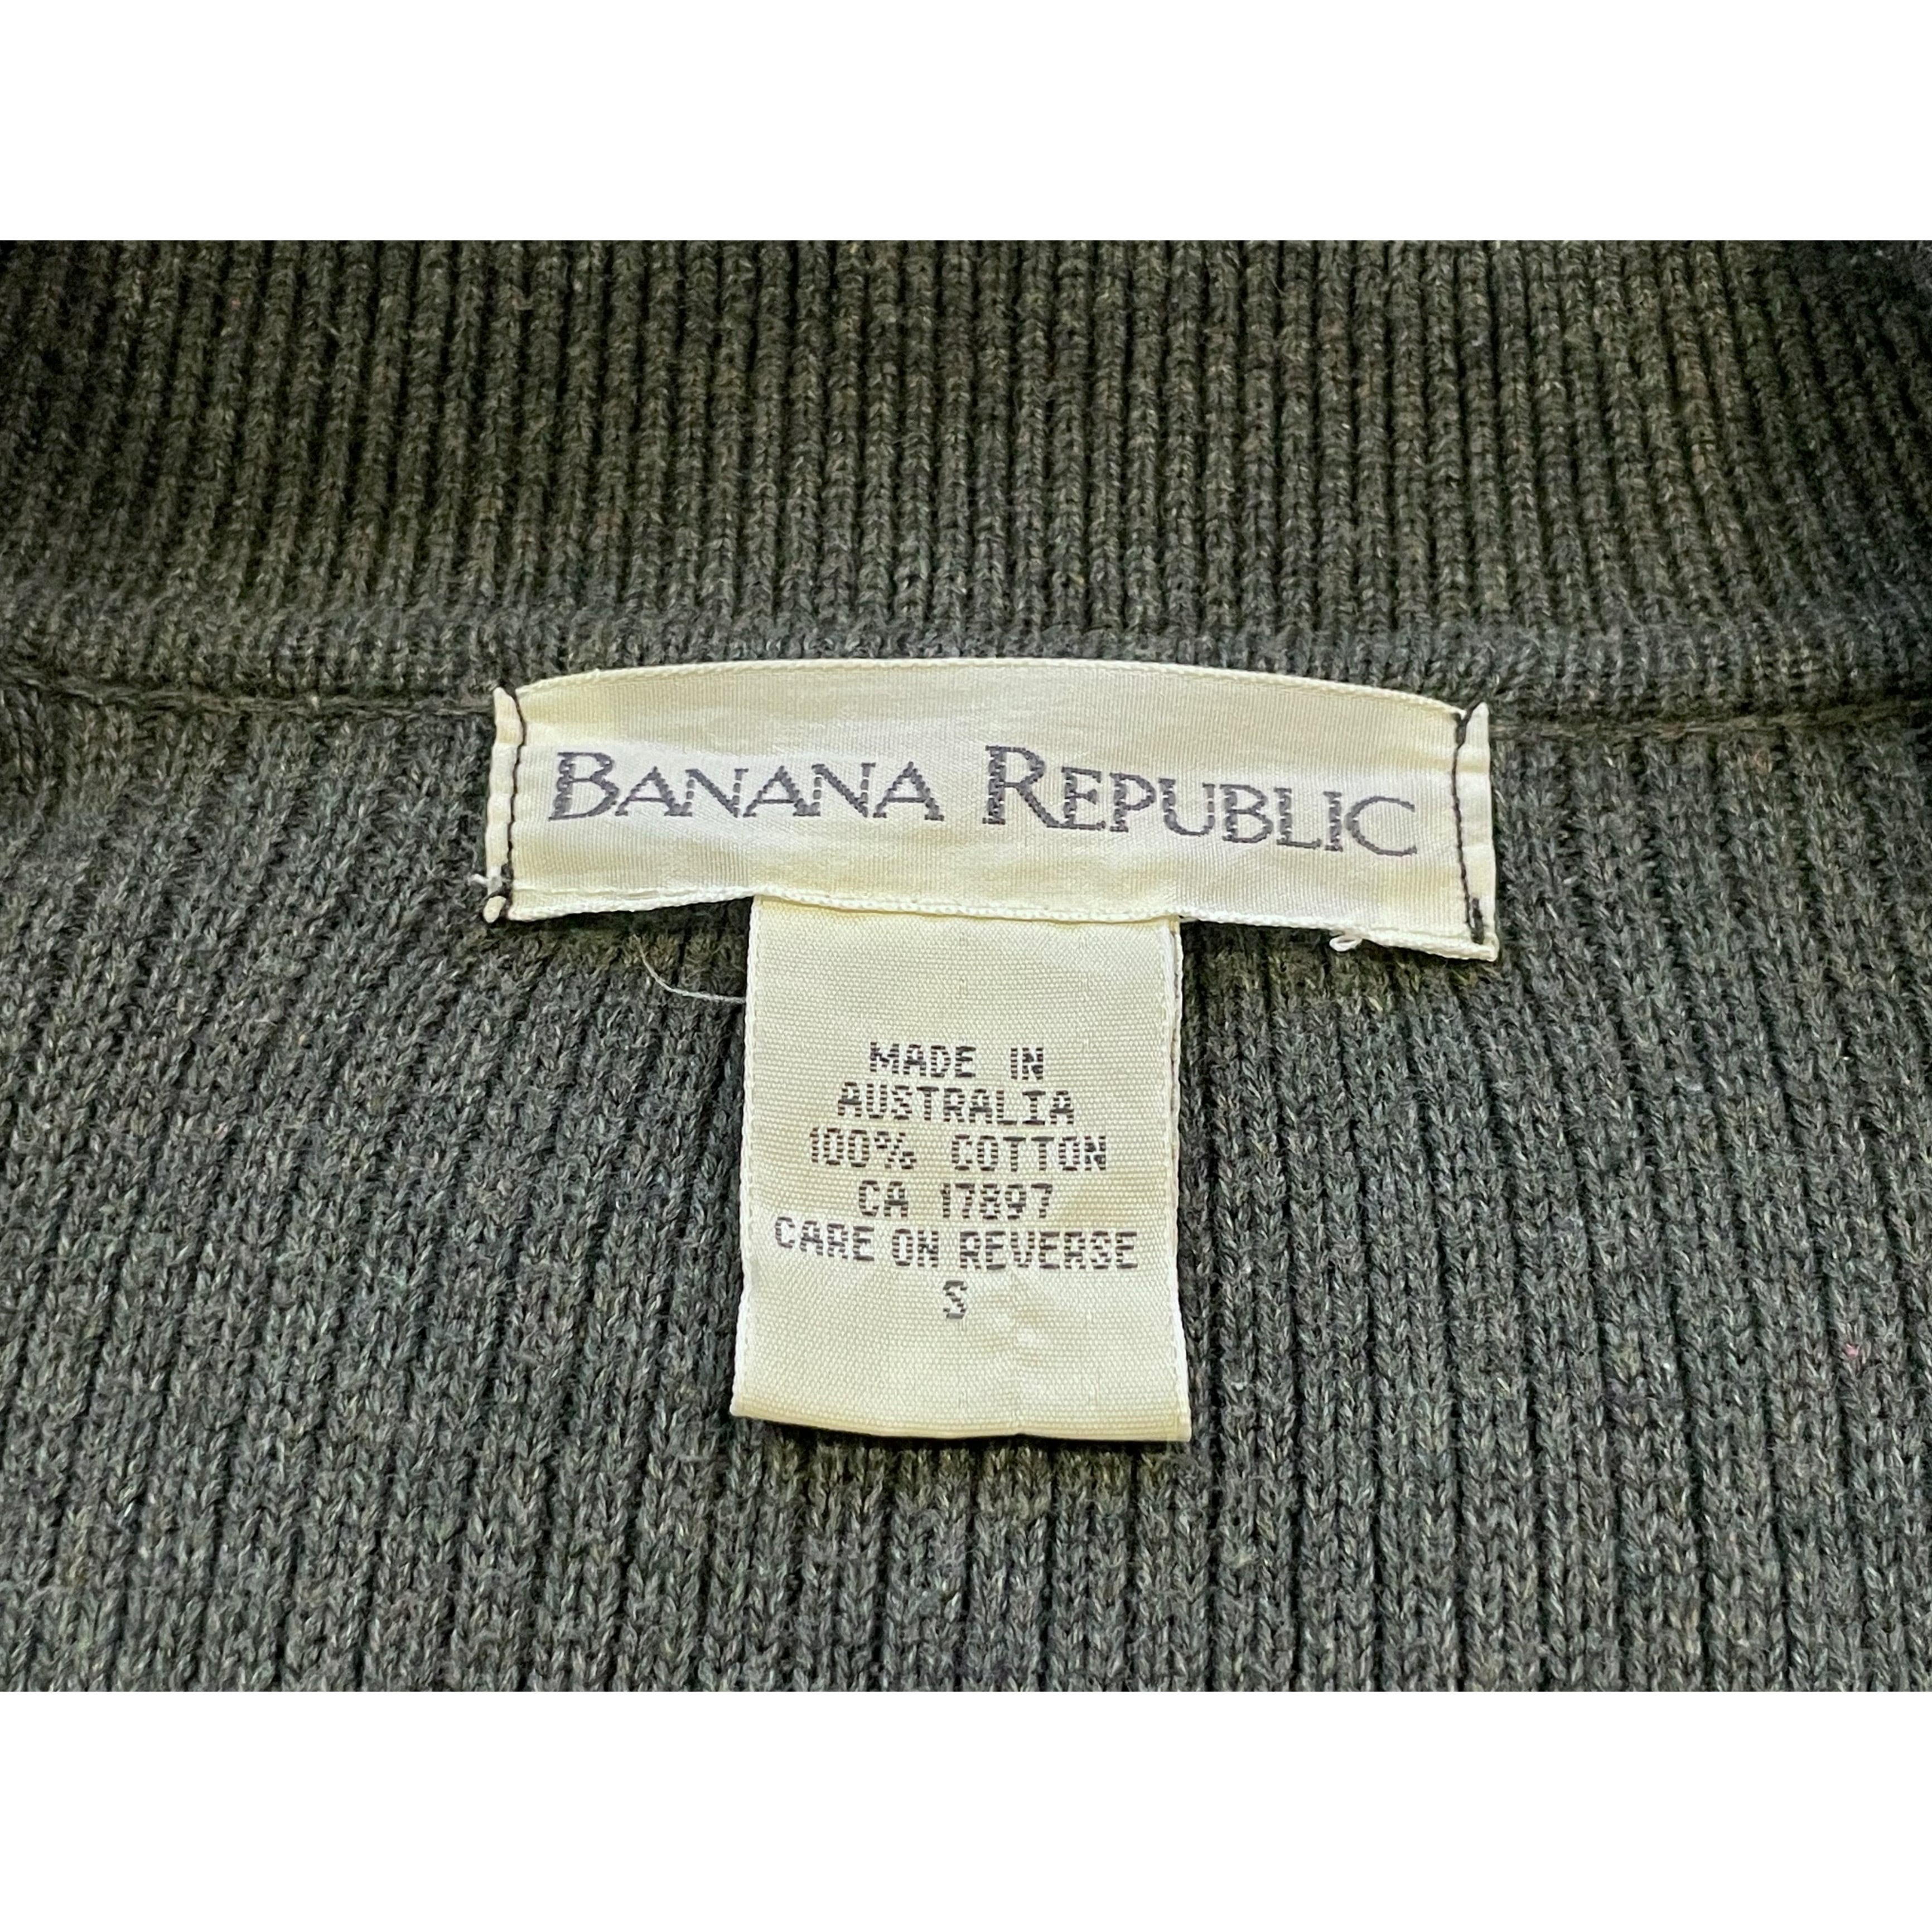 BANANA REPUBLIC
MADE IN
AUSTRALIA
100% COTTON
CA 17897
CARE ON REVERSE
S